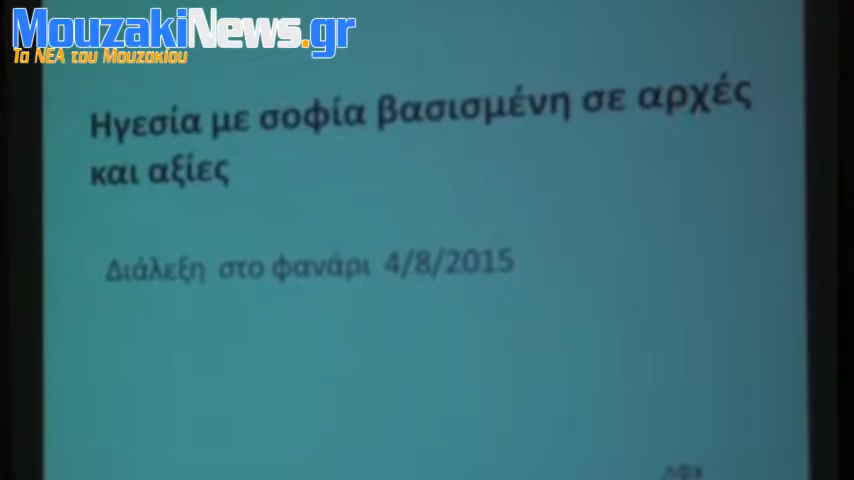 MouzakiNews.gr
Τα ΝΕΑ του Μουζακίου
Ηγεσία με σοφία βασισμένη σε αρχές
και αξίες
Διάλεξη στο φανάρι 4/8/2015